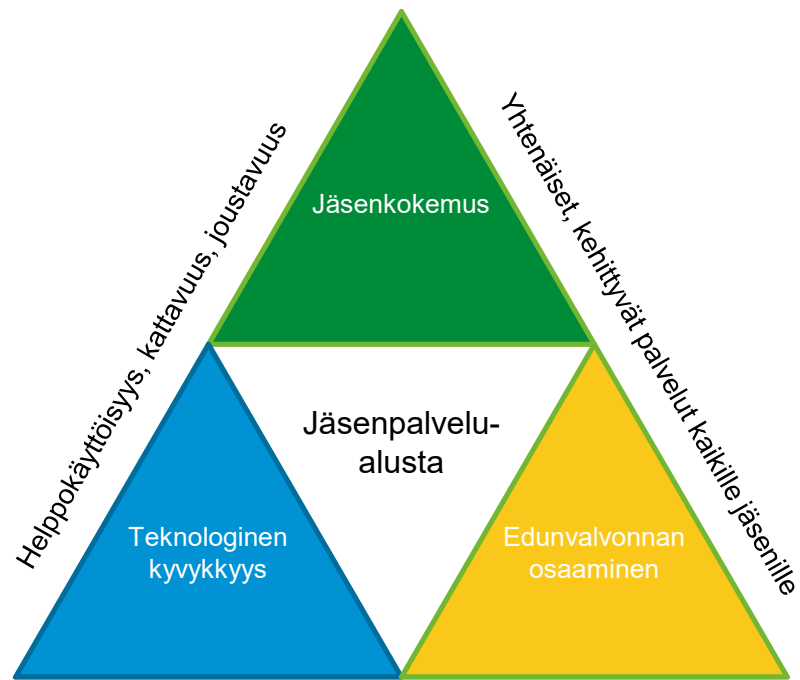 Helppokäyttöisyys, kattavuus, joustavuus
Yhtenäiset, kehittyvät palvelut kaikille jäsenille
Jäsenkokemus
Jäsenpalvelu-
alusta
Teknologinen
kyvykkyys
Edunvalvonnan
osaaminen